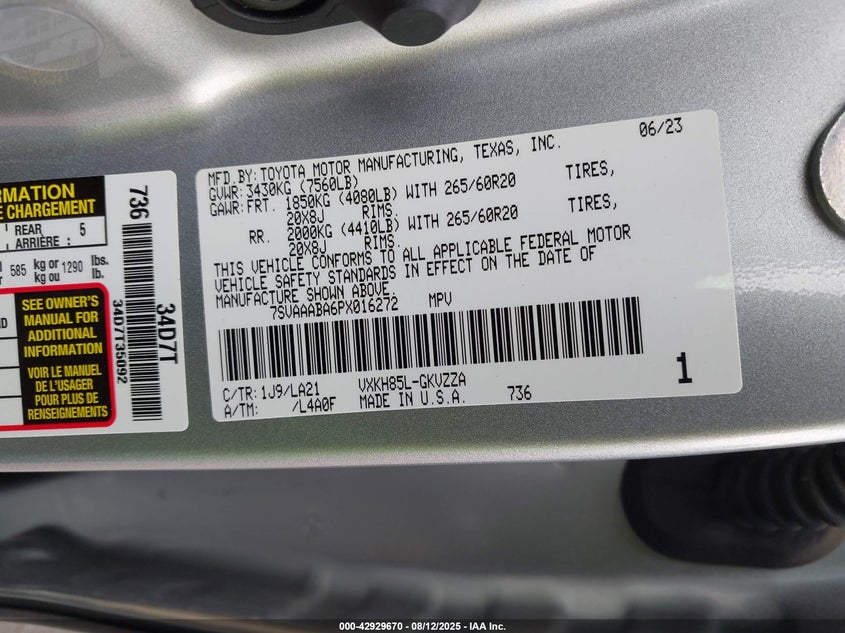 RMATION
E CHARGEMENT
REAR
ARRIÈRE : 5
585 kg or 1290 lbs.
kg ou lb.
SEE OWNER'S
MANUAL FOR
ADDITIONAL
INFORMATION
VOIR LE MANUEL
DE L'USAGER
POUR PLUS DE
RENSEIGNEMENTS
736
34D7T
34D7T35092
06/23
MFD.BY:TOYOTA MOTOR MANUFACTURING, TEXAS, INC.
GVWR:3430KG (7560LB)
GAWR:FRT. 1850KG (4080LB) WITH 265/60R20 TIRES,
20X8J RIMS.
RR. 2000KG (4410LB) WITH 265/60R20 TIRES,
20X8J RIMS.
THIS VEHICLE CONFORMS TO ALL APPLICABLE FEDERAL MOTOR
VEHICLE SAFETY STANDARDS IN EFFECT ON THE DATE OF
MANUFACTURE SHOWN ABOVE.
7SVAAABA6PX016272 MPV
C/TR:1J9/LA21 VXKH85L-GKVZZA
A/TM: /L4A0F MADE IN U.S.A. 736
1
000-42929670 - 08/12/2025 - IAA Inc.